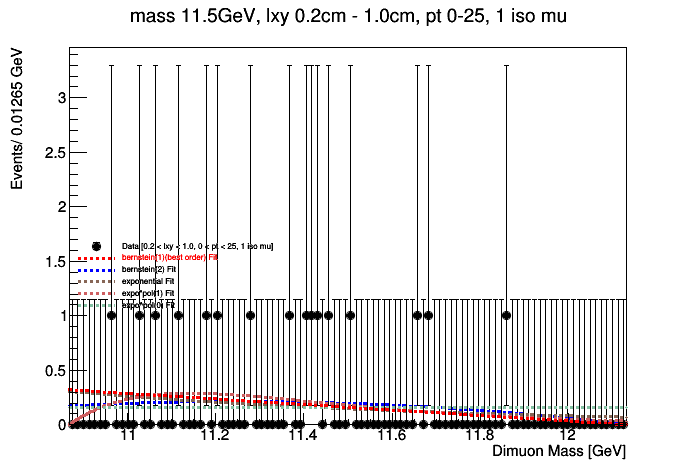 mass 11.5GeV, lxy 0.2cm - 1.0cm, pt 0-25, 1 iso mu
Events/ 0.01265 GeV
3
2.5
2
1.5
1
0.5
0
Data [0.2 < lxy < 1.0, 0 < pt < 25, 1 iso mu]
bernstein(1)(best order) Fit
bernstein(2) Fit
exponential Fit
expo*pol(1) Fit
expo*pol(0) Fit
11 11.2 11.4 11.6 11.8 12
Dimuon Mass [GeV]